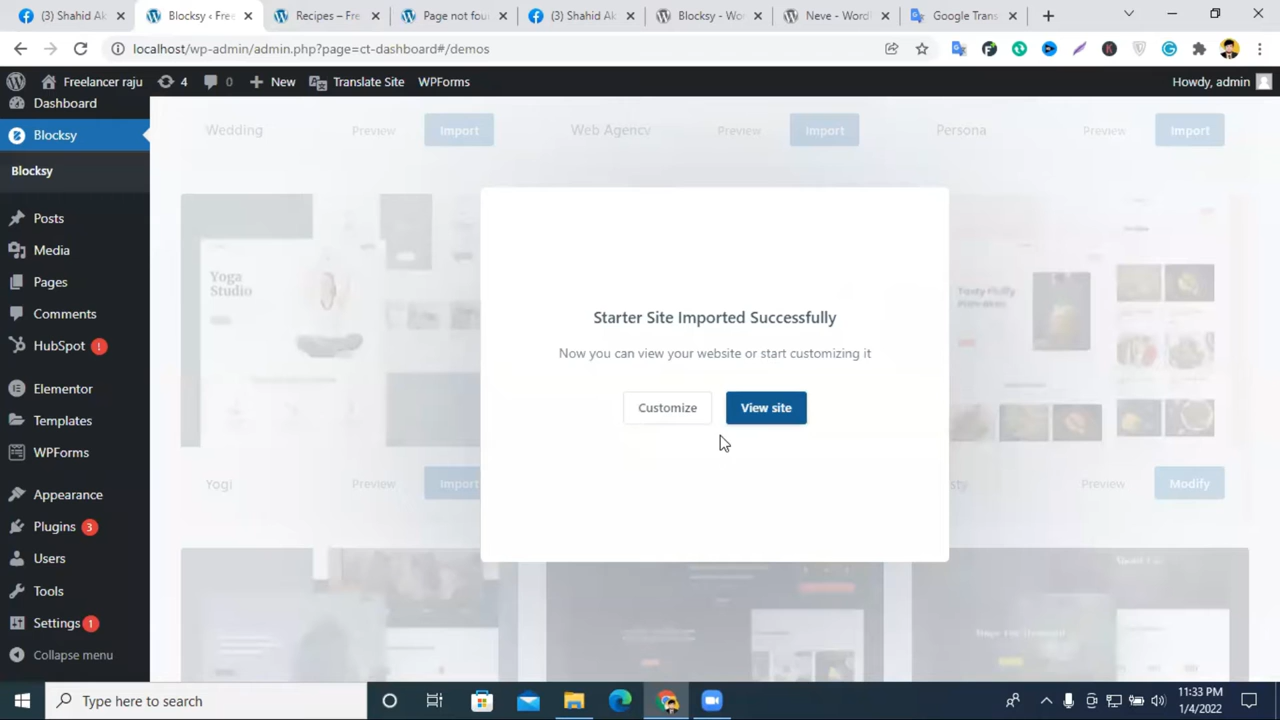 (3) Shahid Ak
Blocksy ‹ Free
Recipes – Fre
Page not fou
(3) Shahid Ak
Blocksy - Wo
Neve - WordP
Google Trans
localhost/wp-admin/admin.php?page=ct-dashboard#/demos
Freelancer raju
4
0
New
Translate Site
WPForms
Howdy, admin
Dashboard
Blocksy
Blocksy
Posts
Media
Pages
Comments
HubSpot !
Elementor
Templates
WPForms
Appearance
Plugins 3
Users
Tools
Settings 1
Collapse menu
Wedding
Preview
Import
Web Agency
Preview
Import
Persona
Preview
Import
Yoga
Studio
Starter Site Imported Successfully
Now you can view your website or start customizing it
Customize
View site
Yogi
Preview
Import
sty
Preview
Modify
Type here to search
11:33 PM
1/4/2022